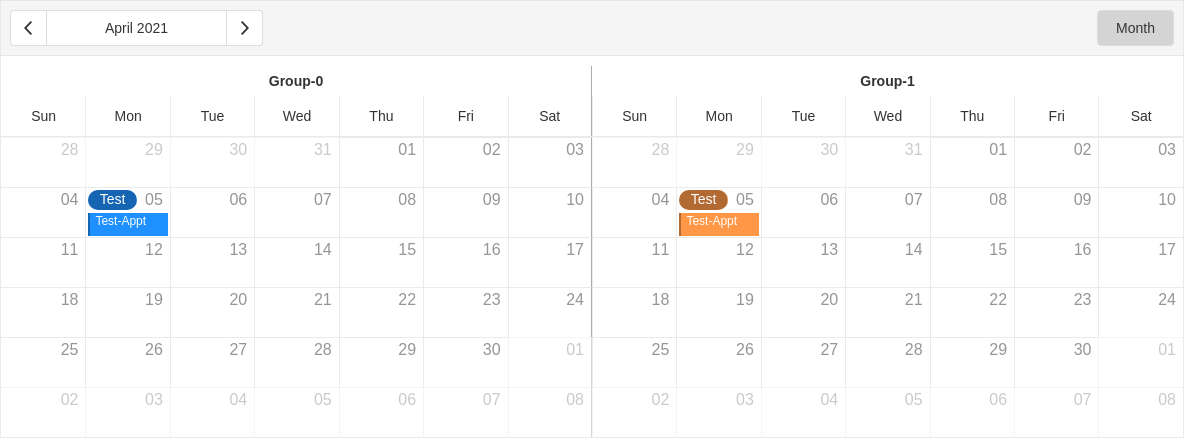 April 2021 Month
Group-0 Group-1
Sun Mon Tue Wed Thu Fri Sat Sun Mon Tue Wed Thu Fri Sat
28 29 30 31 01 02 03 28 29 30 31 01 02 03
04 Test 05 06 07 08 09 10 04 Test 05 06 07 08 09 10
Test-Appt Test-Appt
11 12 13 14 15 16 17 11 12 13 14 15 16 17
18 19 20 21 22 23 24 18 19 20 21 22 23 24
25 26 27 28 29 30 01 25 26 27 28 29 30 01
02 03 04 05 06 07 08 02 03 04 05 06 07 08